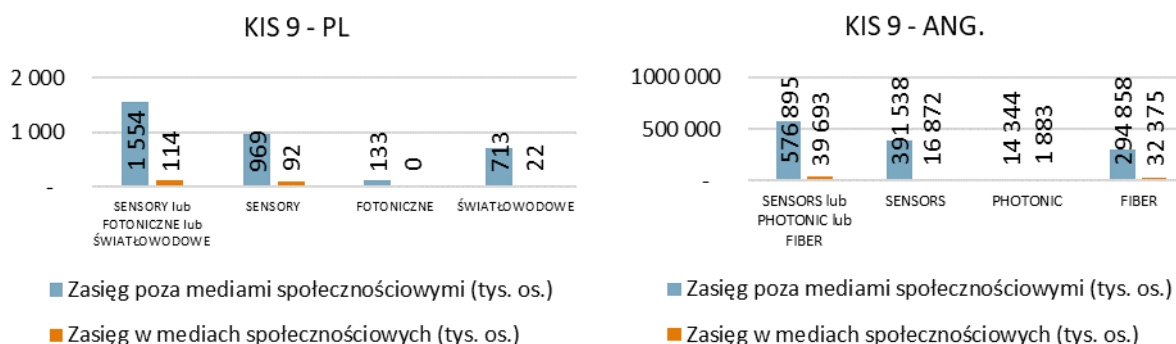 KIS 9 - PL
2 000
1 000
-
1 554
114
969
92
133
0
713
22
SENSORY lub
FOTONICZNE lub
ŚWIATŁOWODOWE
SENSORY
FOTONICZNE
ŚWIATŁOWODOWE
Zasięg poza mediami społecznościowymi (tys. os.)
Zasięg w mediach społecznościowych (tys. os.)
KIS 9 - ANG.
1000 000
500 000
-
576 895
39 693
391 538
16 872
14 344
1 883
294 858
32 375
SENSORS lub
PHOTONIC lub
FIBER
SENSORS
PHOTONIC
FIBER
Zasięg poza mediami społecznościowymi (tys. os.)
Zasięg w mediach społecznościowych (tys. os.)